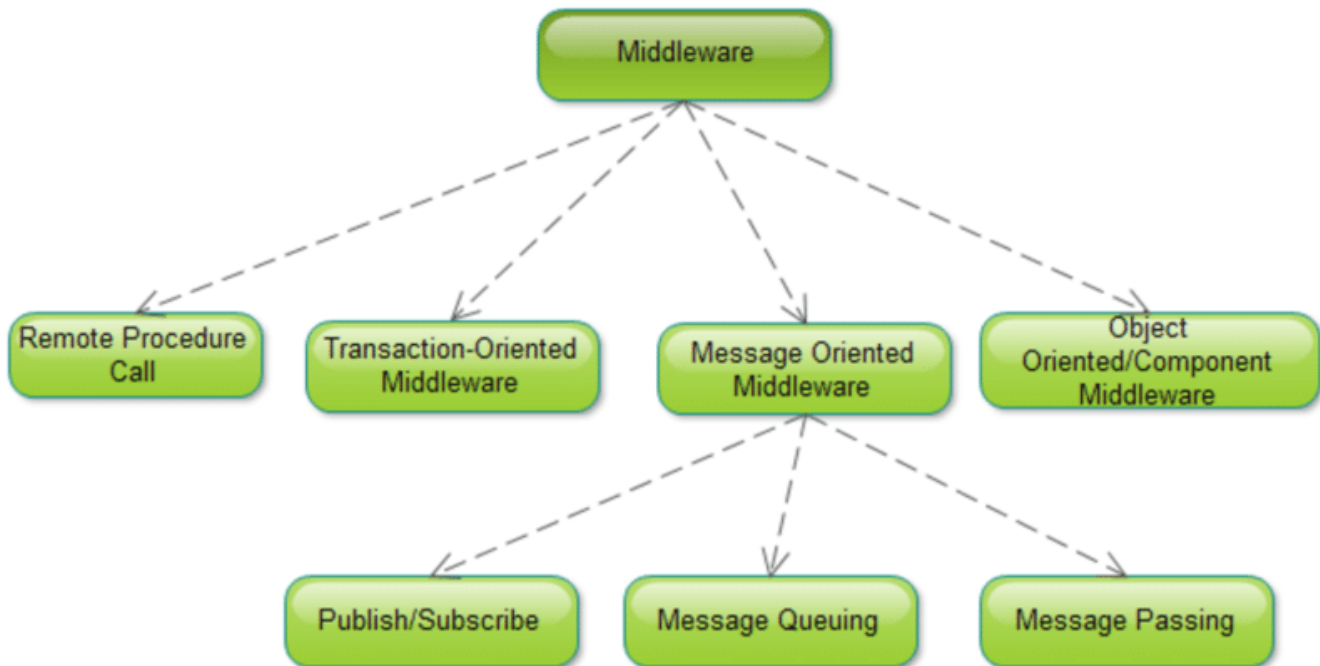 Middleware
Remote Procedure
Call
Transaction-Oriented
Middleware
Message Oriented
Middleware
Object
Oriented/Component
Middleware
Publish/Subscribe
Message Queuing
Message Passing